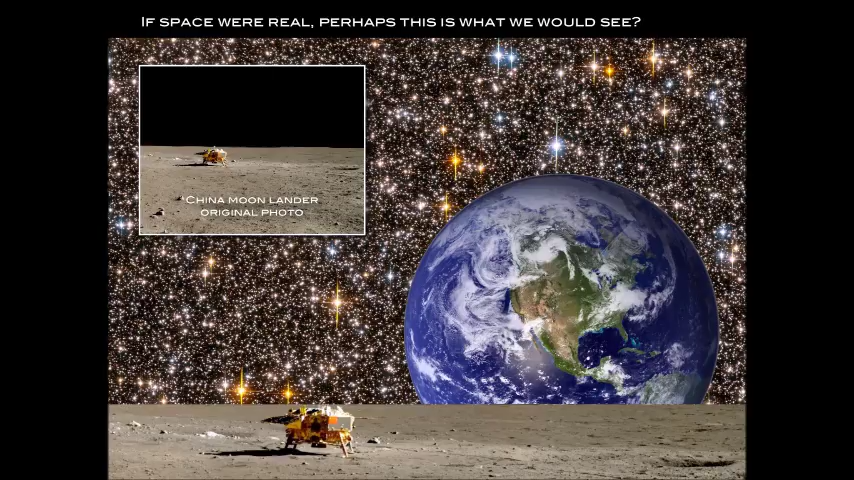 If space were real, perhaps this is what we would see?
*China moon lander
original photo